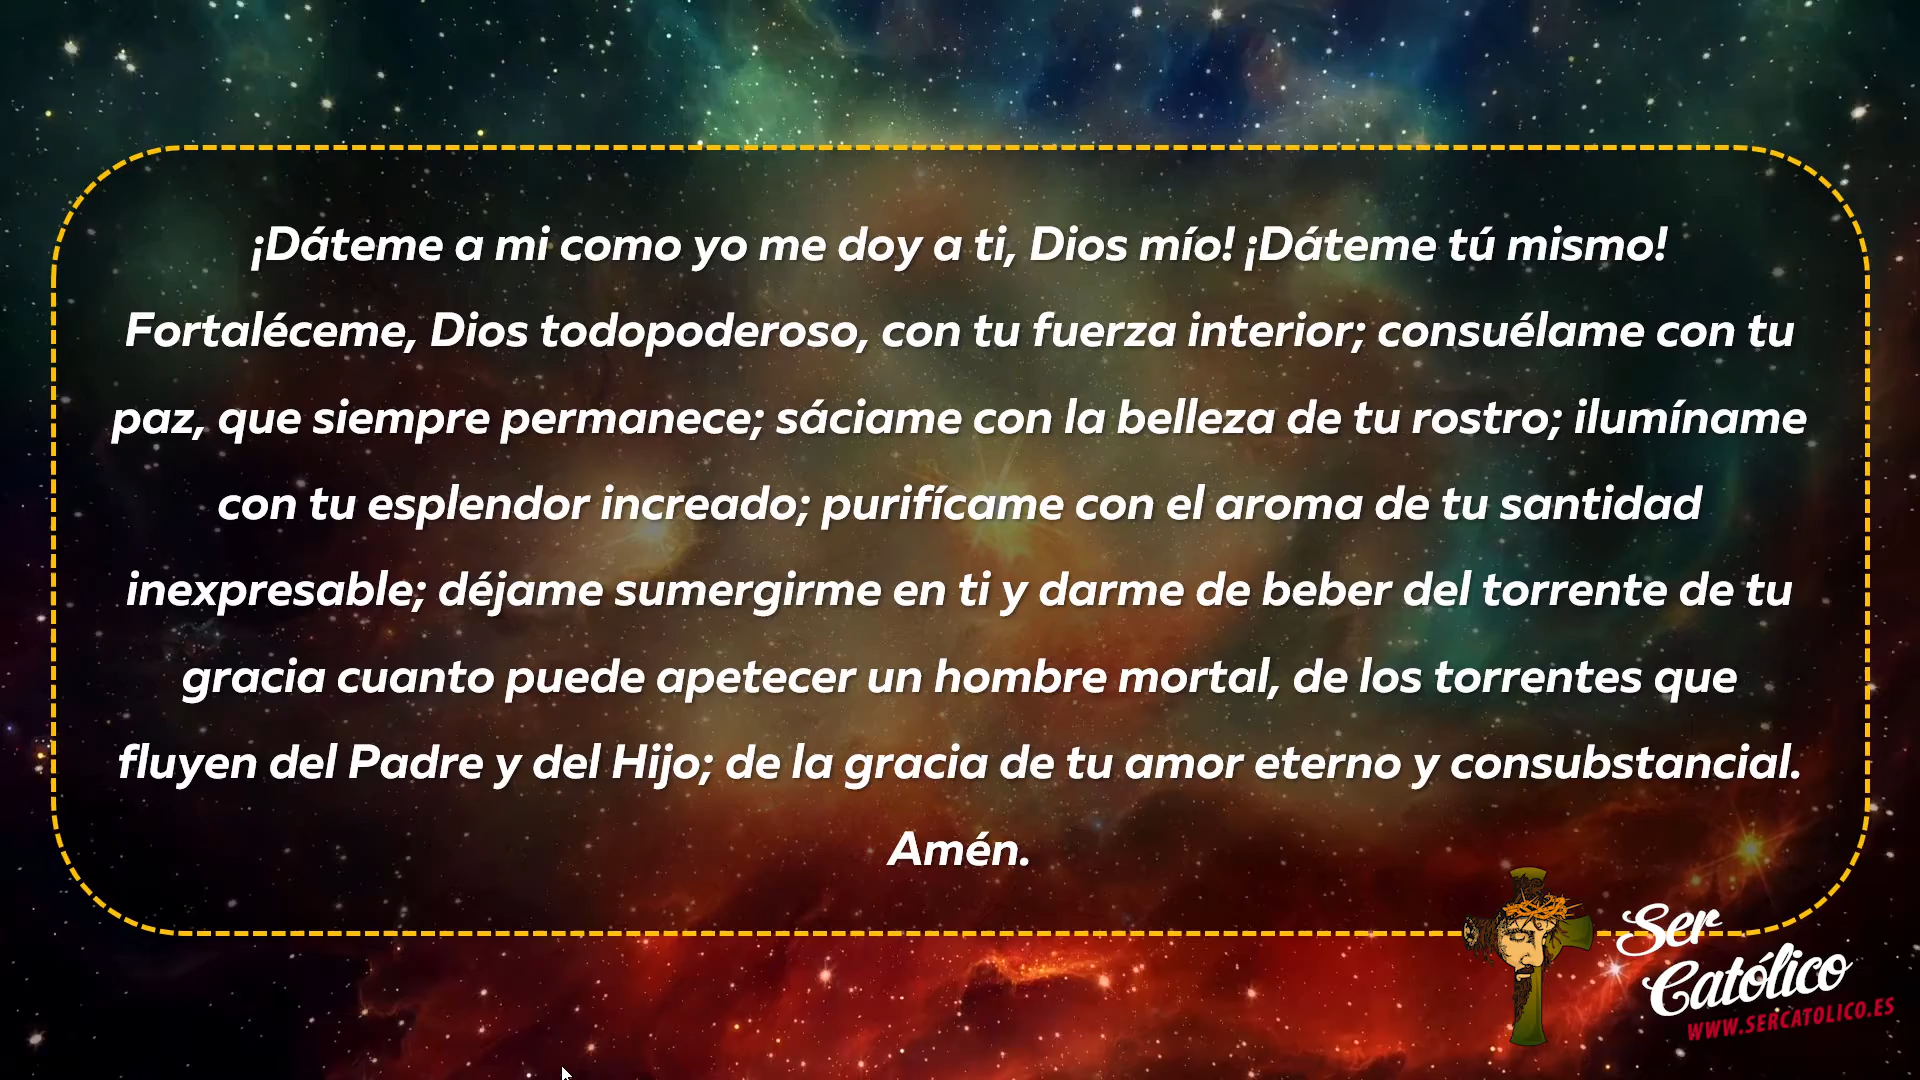 ¡Dáteme a mi como yo me doy a ti, Dios mío! ¡Dáteme tú mismo!
Fortaléceme, Dios todopoderoso, con tu fuerza interior; consuélame con tu
paz, que siempre permanece; sáciame con la belleza de tu rostro; ilumíname
con tu esplendor increado; purifícame con el aroma de tu santidad
inexpresable; déjame sumergirme en ti y darme de beber del torrente de tu
gracia cuanto puede apetecer un hombre mortal, de los torrentes que
fluyen del Padre y del Hijo; de la gracia de tu amor eterno y consubstancial.
Amén.
Ser
Católico
WWW.SERCATOLICO.ES